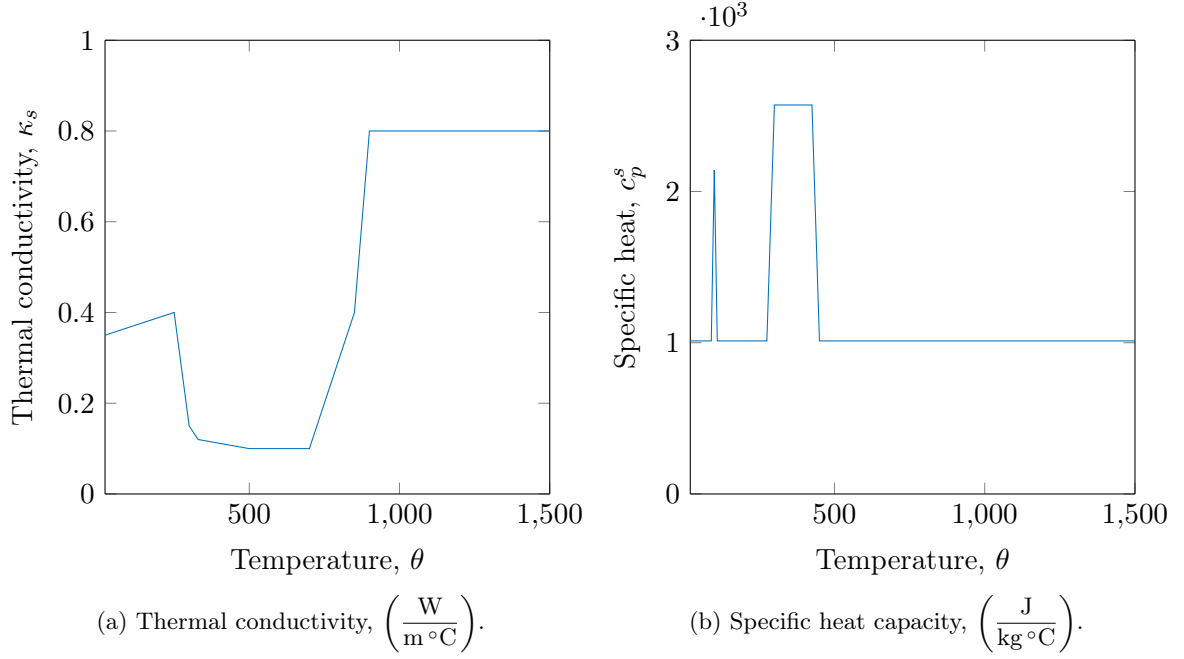 1
0.8
0.6
0.4
0.2
0
500
1,000
1,500
Thermal conductivity, κ_s
Temperature, θ
(a) Thermal conductivity, (W/(m °C)).
·10³
3
2
1
0
500
1,000
1,500
Specific heat, c_p^s
Temperature, θ
(b) Specific heat capacity, (J/(kg °C)).